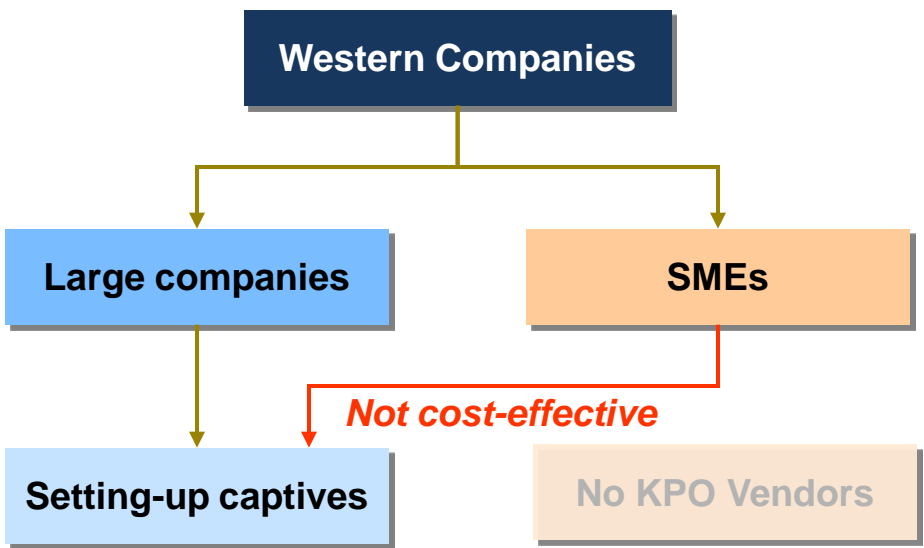 Western Companies
Large companies
SMEs
Not cost-effective
Setting-up captives
No KPO Vendors